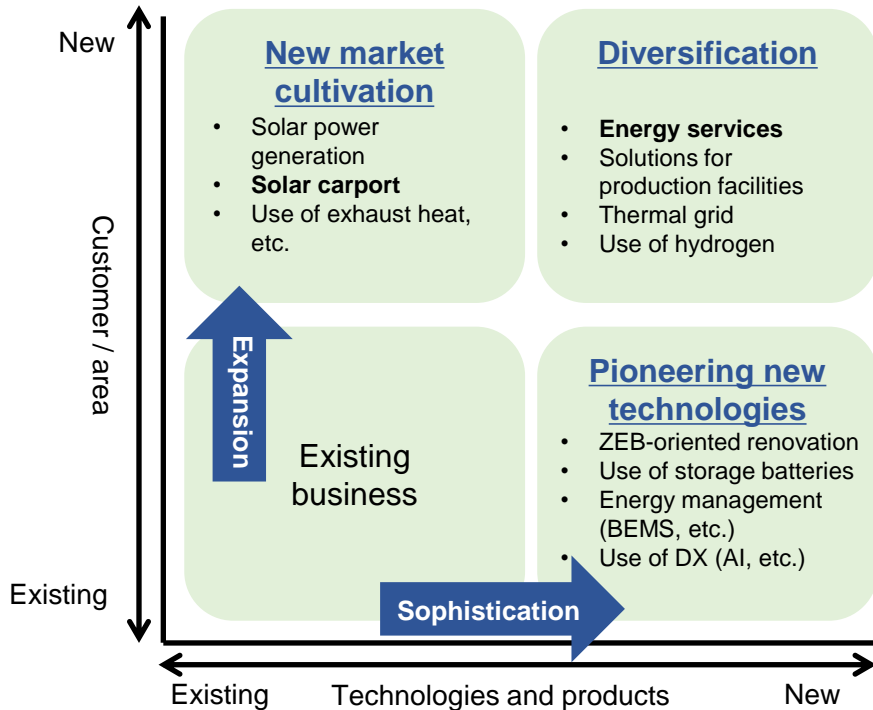 New
New market
cultivation
• Solar power
generation
• Solar carport
• Use of exhaust heat,
etc.
Diversification
• Energy services
• Solutions for
production facilities
• Thermal grid
• Use of hydrogen
Customer / area
Expansion
Existing
business
Pioneering new
technologies
• ZEB-oriented renovation
• Use of storage batteries
• Energy management
(BEMS, etc.)
• Use of DX (AI, etc.)
Sophistication
Existing
Existing
Technologies and products
New